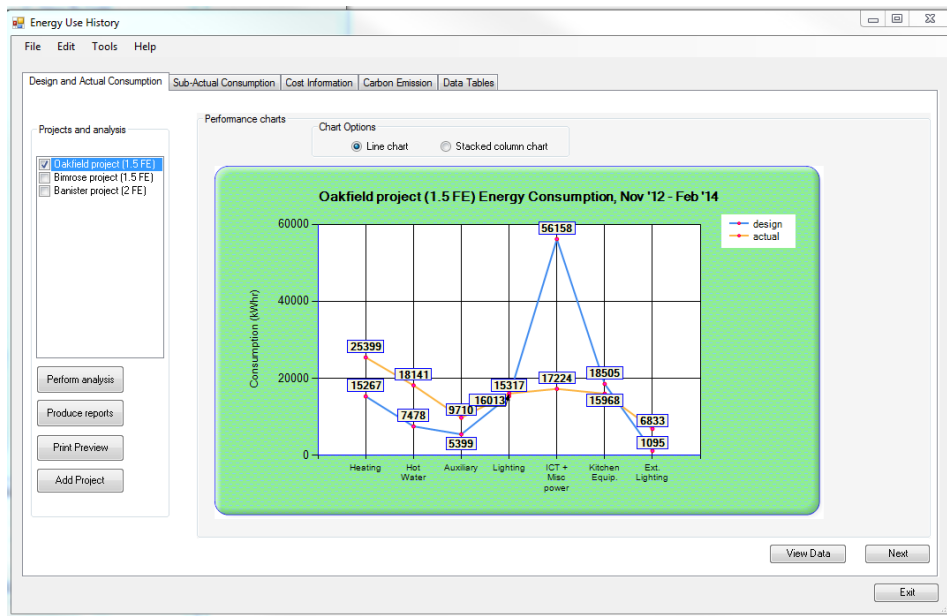 Energy Use History
File Edit Tools Help
Design and Actual Consumption Sub-Actual Consumption Cost Information Carbon Emission Data Tables
Projects and analysis
Oakfield project (1.5 FE)
Bimrose project (1.5 FE)
Banister project (2 FE)
Perform analysis
Produce reports
Print Preview
Add Project
Performance charts
Chart Options
Line chart Stacked column chart
Oakfield project (1.5 FE) Energy Consumption, Nov '12 - Feb '14
design
actual
Consumption (kWhr)
60000
40000
20000
0
56158
25399
18141
15317
17224
18505
15267
16013
15968
7478
9710
6833
5399
1095
Heating
Hot
Water
Auxiliary
Lighting
ICT +
Misc
power
Kitchen
Equip.
Ext.
Lighting
View Data
Next
Exit